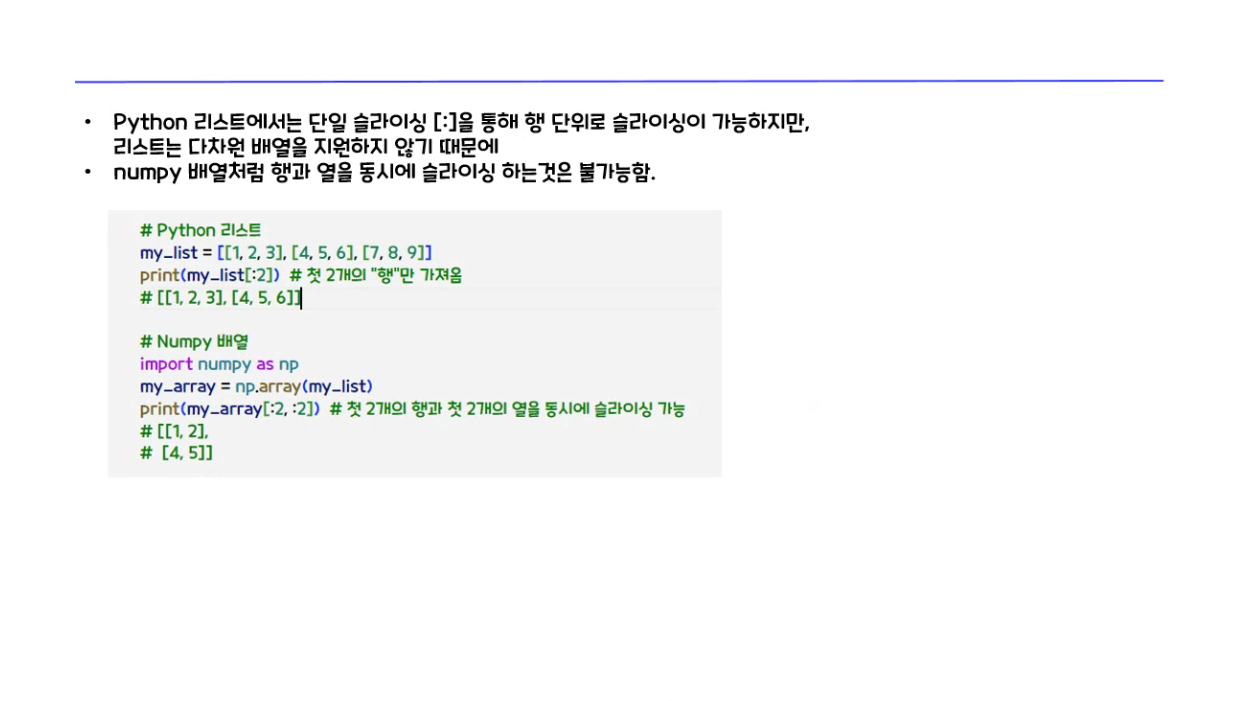 • Python 리스트에서는 단일 슬라이싱 [:]을 통해 행 단위로 슬라이싱이 가능하지만,
리스트는 다차원 배열을 지원하지 않기 때문에
• numpy 배열처럼 행과 열을 동시에 슬라이싱 하는것은 불가능함.
# Python 리스트
my_list = [[1, 2, 3], [4, 5, 6], [7, 8, 9]]
print(my_list[:2]) # 첫 2개의 "행"만 가져옴
# [[1, 2, 3], [4, 5, 6]]
# Numpy 배열
import numpy as np
my_array = np.array(my_list)
print(my_array[:2, :2]) # 첫 2개의 행과 첫 2개의 열을 동시에 슬라이싱 가능
# [[1, 2],
# [4, 5]]